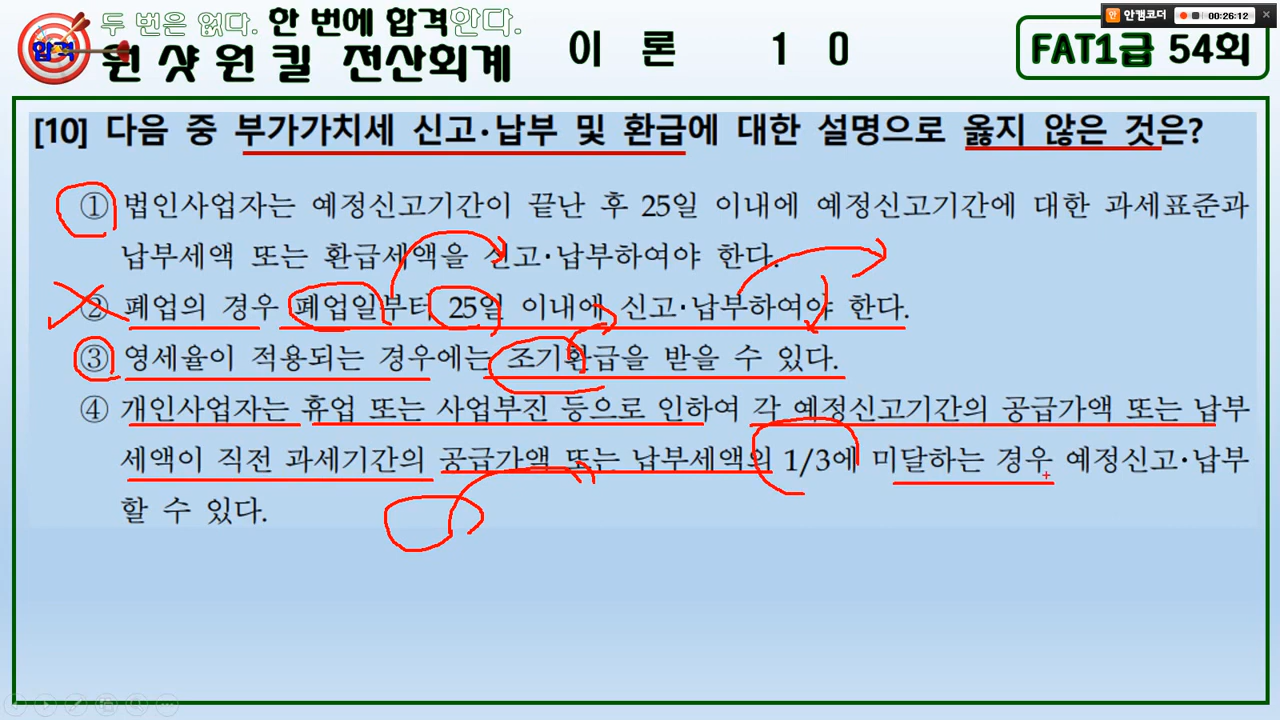 두 번은 없다. 한 번에 합격한다.
합격
원 샷 원 킬 전산회계
이 론 1 0
FAT1급 54회
안캠코더
00:26:12
[10] 다음 중 부가가치세 신고·납부 및 환급에 대한 설명으로 옳지 않은 것은?
① 법인사업자는 예정신고기간이 끝난 후 25일 이내에 예정신고기간에 대한 과세표준과
납부세액 또는 환급세액을 신고·납부하여야 한다.
② 폐업의 경우 폐업일부터 25일 이내에 신고·납부하여야 한다.
③ 영세율이 적용되는 경우에는 조기환급을 받을 수 있다.
④ 개인사업자는 휴업 또는 사업부진 등으로 인하여 각 예정신고기간의 공급가액 또는 납부
세액이 직전 과세기간의 공급가액 또는 납부세액의 1/3에 미달하는 경우 예정신고·납부
할 수 있다.